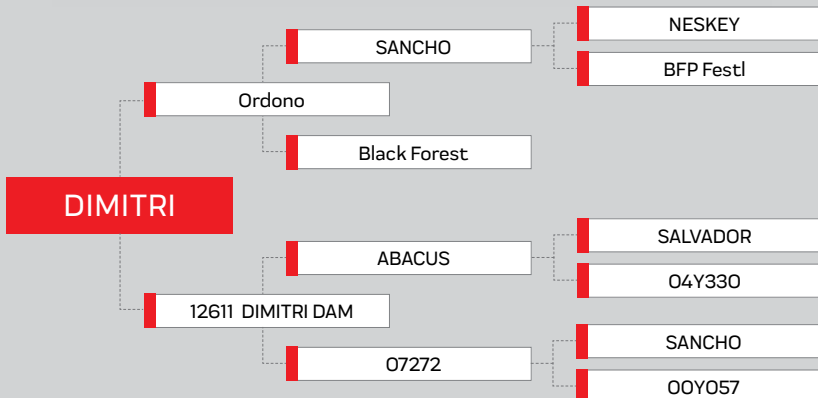 NESKEY
SANCHO
BFP Festl
Ordono
Black Forest
DIMITRI
SALVADOR
ABACUS
04Y330
12611 DIMITRI DAM
SANCHO
07272
00Y057